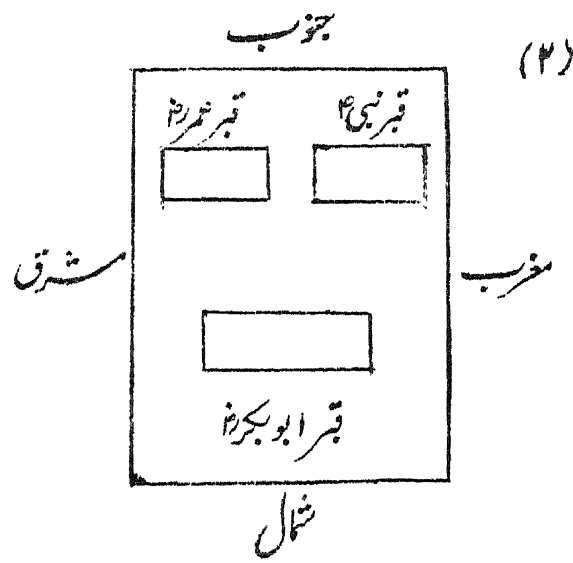 (۲)
جنوب
قبر نبیؐ
قبر عمرؓ
مغرب
مشرق
قبر ابوبکرؓ
شمال